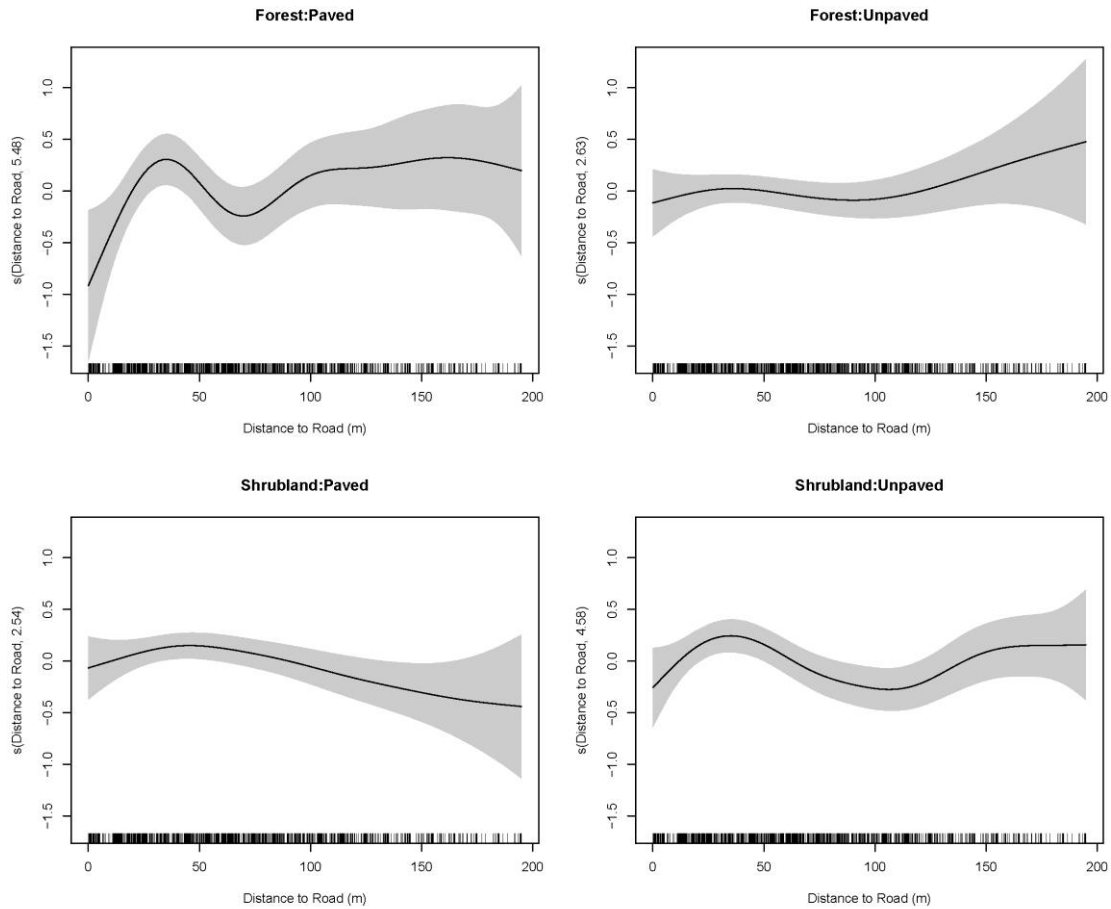 Forest:Paved
s(Distance to Road, 5.48)
1.0
0.5
0.0
−0.5
−1.0
−1.5
0 50 100 150 200
Distance to Road (m)
Forest:Unpaved
s(Distance to Road, 2.63)
1.0
0.5
0.0
−0.5
−1.0
−1.5
0 50 100 150 200
Distance to Road (m)
Shrubland:Paved
s(Distance to Road, 2.54)
1.0
0.5
0.0
−0.5
−1.0
−1.5
0 50 100 150 200
Distance to Road (m)
Shrubland:Unpaved
s(Distance to Road, 4.58)
1.0
0.5
0.0
−0.5
−1.0
−1.5
0 50 100 150 200
Distance to Road (m)